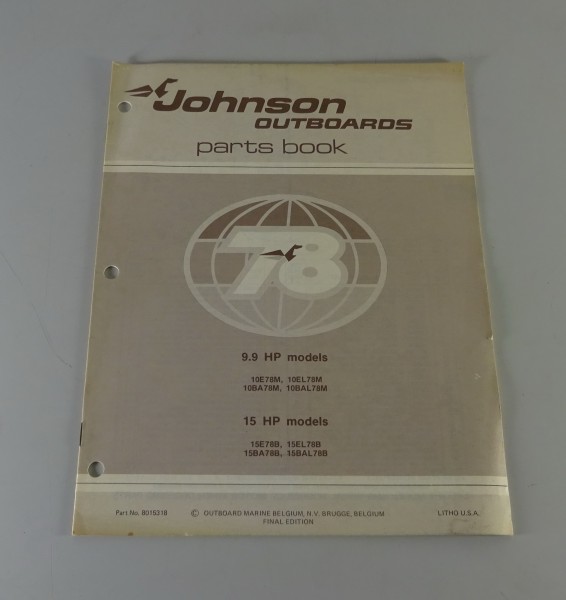 Johnson
OUTBOARDS
parts book
78
9.9 HP models
10E78M, 10EL78M
10BA78M, 10BAL78M
15 HP models
15E78B, 15EL78B
15BA78B, 15BAL78B
Part No. B015318
© OUTBOARD MARINE BELGIUM, N.V. BRUGGE, BELGIUM
FINAL EDITION
LITHO U.S.A.